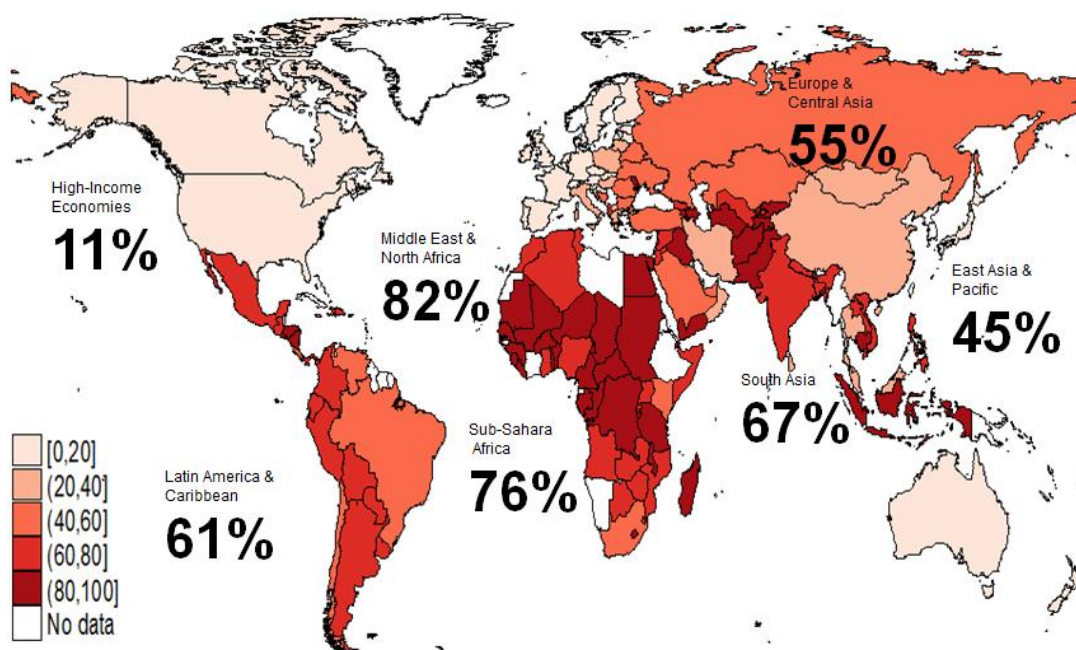 Europe &
Central Asia
55%
High-Income
Economies
11%
Middle East &
North Africa
82%
East Asia &
Pacific
45%
South Asia
67%
Sub-Sahara
Africa
76%
Latin America &
Caribbean
61%
[0,20]
(20,40]
(40,60]
(60,80]
(80,100]
No data